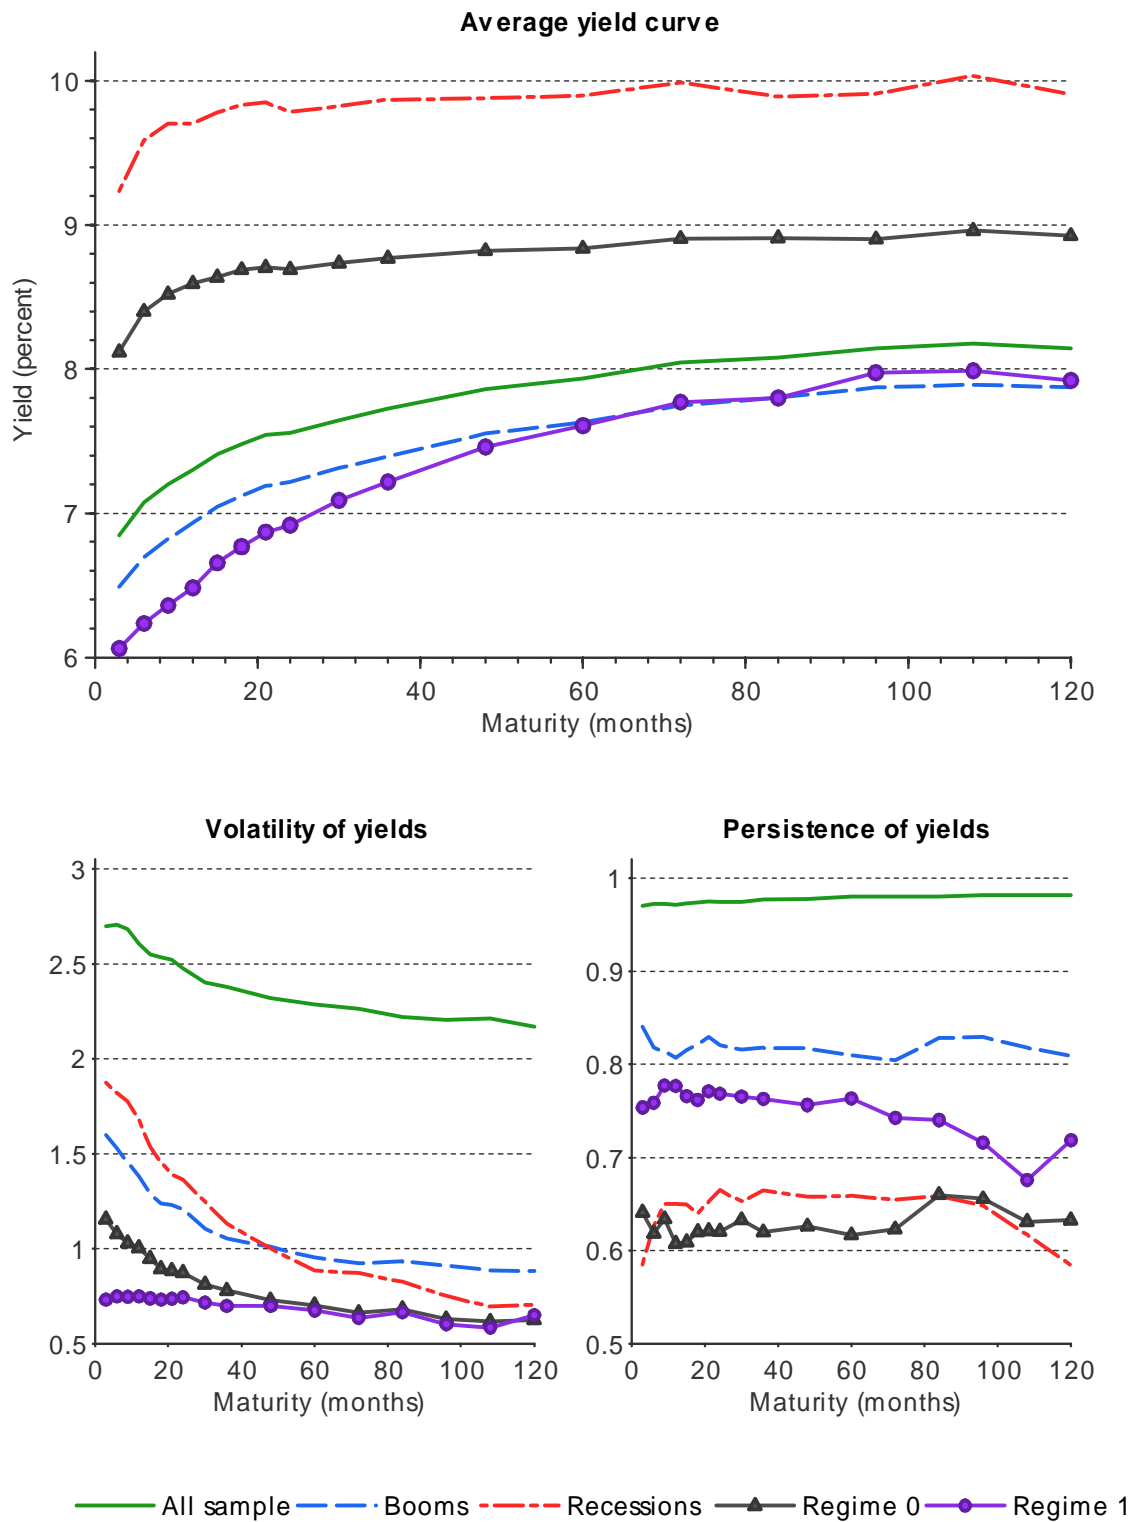 Average yield curve
10
9
8
7
6
Yield (percent)
0 20 40 60 80 100 120
Maturity (months)
Volatility of yields
3
2.5
2
1.5
1
0.5
0 20 40 60 80 100 120
Maturity (months)
Persistence of yields
1
0.9
0.8
0.7
0.6
0.5
0 20 40 60 80 100 120
Maturity (months)
All sample Booms Recessions Regime 0 Regime 1